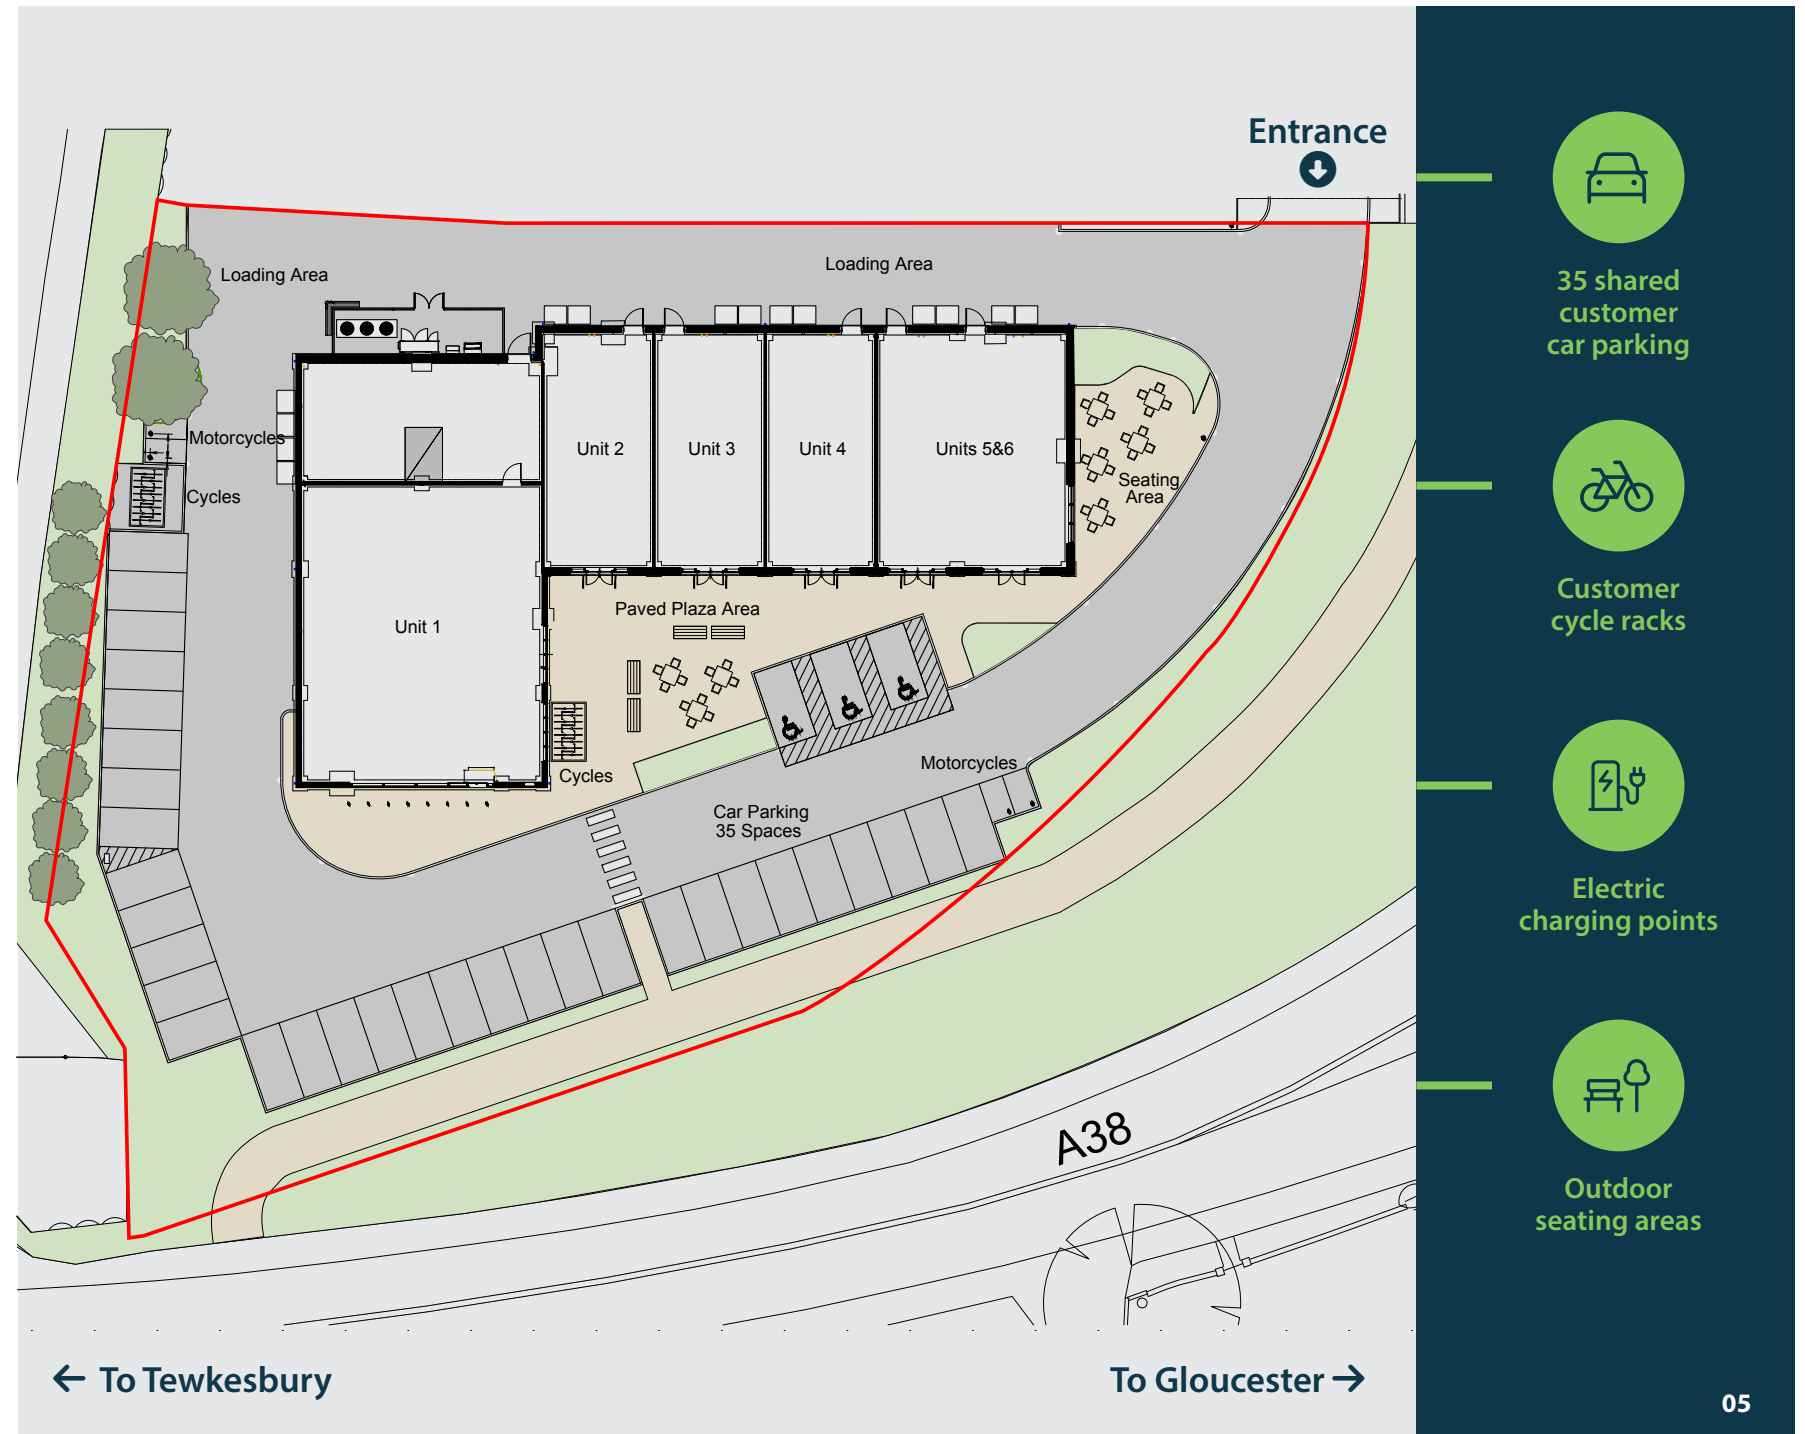 Entrance
Loading Area
Loading Area
Motorcycles
Cycles
Unit 1
Unit 2
Unit 3
Unit 4
Units 5&6
Seating
Area
Paved Plaza Area
Cycles
Motorcycles
Car Parking
35 Spaces
A38
To Tewkesbury
To Gloucester
35 shared
customer
car parking
Customer
cycle racks
Electric
charging points
Outdoor
seating areas
05